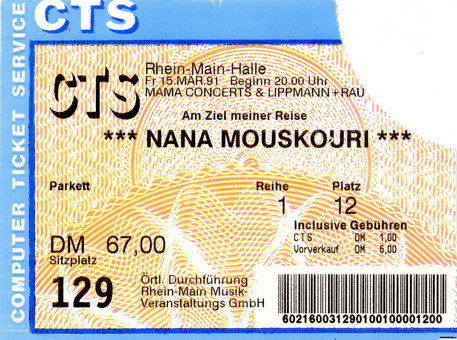 CTS
COMPUTER TICKET SERVICE
CTS
Rhein-Main-Halle
Fr 15.MAR.91 Beginn 20.00 Uhr
MAMA CONCERTS & LIPPMANN+RAU
Am Ziel meiner Reise
*** NANA MOUSKOURI ***
Parkett Reihe Platz
1 12
Inclusive Gebühren
CTS DM 1,00
Vorverkauf DM 6,00
DM 67,00
Sitzplatz
129
Örtl. Durchführung
Rhein-Main Musik-
Veranstaltungs GmbH
60216003129010010001200